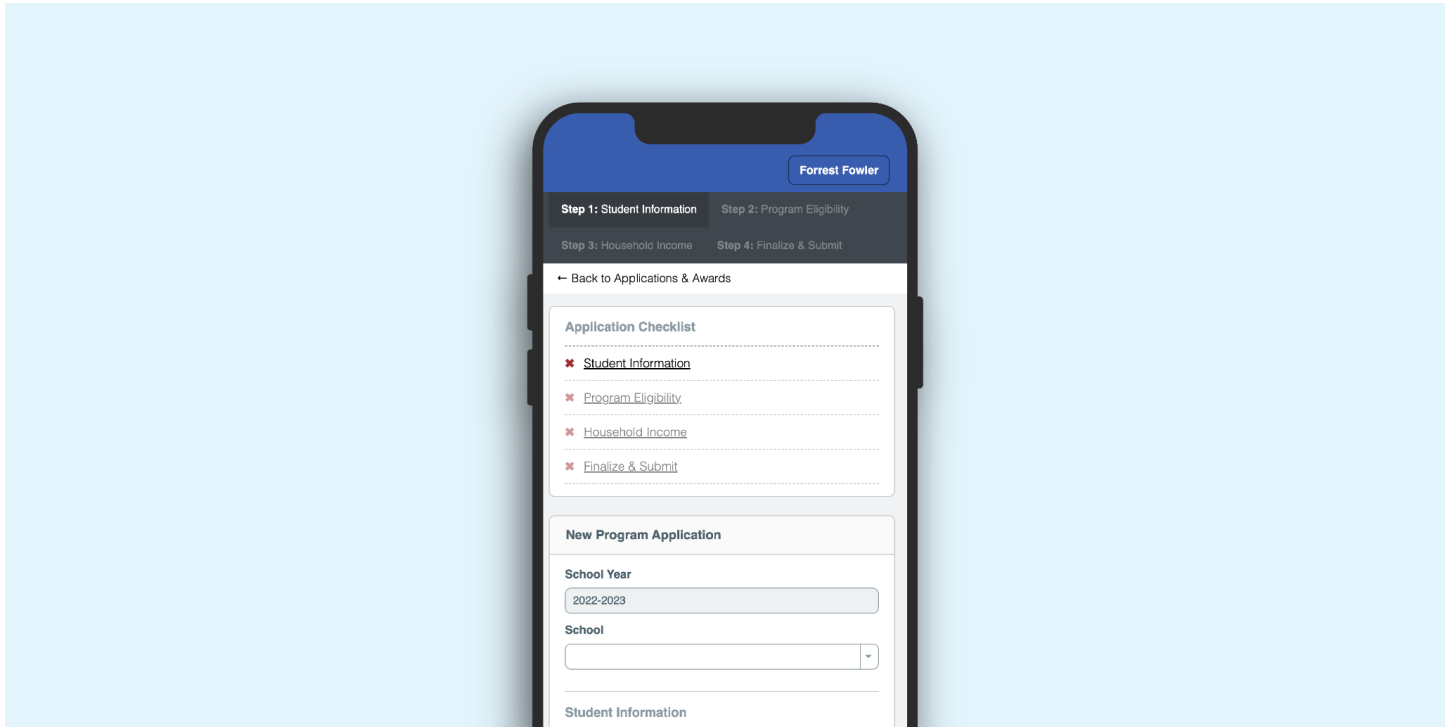 Forrest Fowler
Step 1: Student Information Step 2: Program Eligibility
Step 3: Household Income Step 4: Finalize & Submit
← Back to Applications & Awards
Application Checklist
✖ Student Information
✖ Program Eligibility
✖ Household Income
✖ Finalize & Submit
New Program Application
School Year
2022-2023
School
Student Information